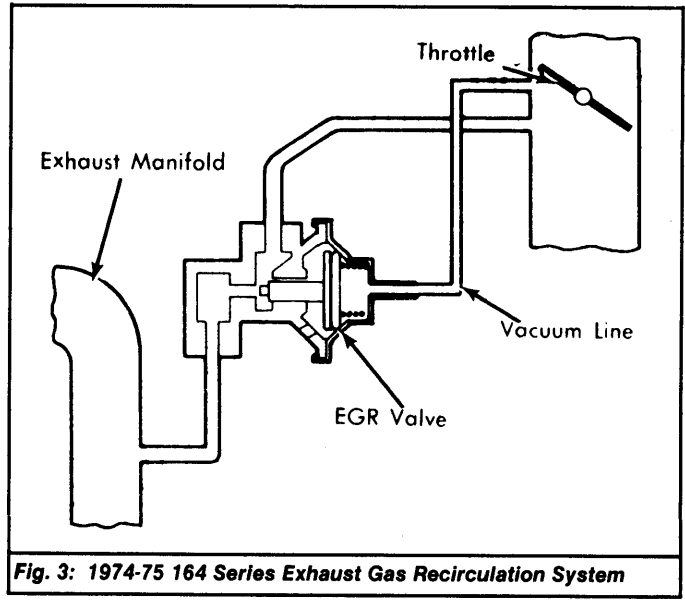 Throttle
Exhaust Manifold
Vacuum Line
EGR Valve
Fig. 3: 1974-75 164 Series Exhaust Gas Recirculation System